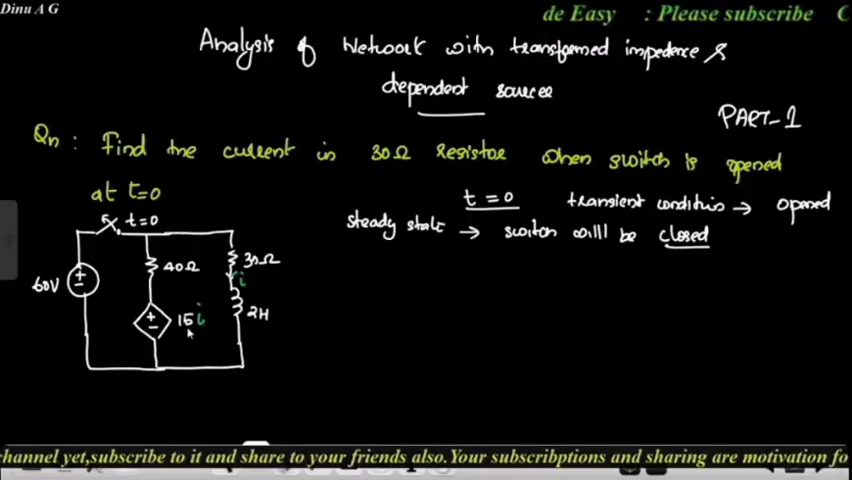 Dinu A G
de Easy : Please subscribe C
Analysis of Network with transformed impedence &
dependent source
PART-1
Qn : Find the current in 30Ω resistor when switch is opened
at t=0
t = 0 transient condition → opened
steady state → switch willl be closed
t=0
30Ω
40Ω
i
60V
+
-
15i
+
-
2H
channel yet,subscribe to it and share to your friends also.Your subscribptions and sharing are motivation fo